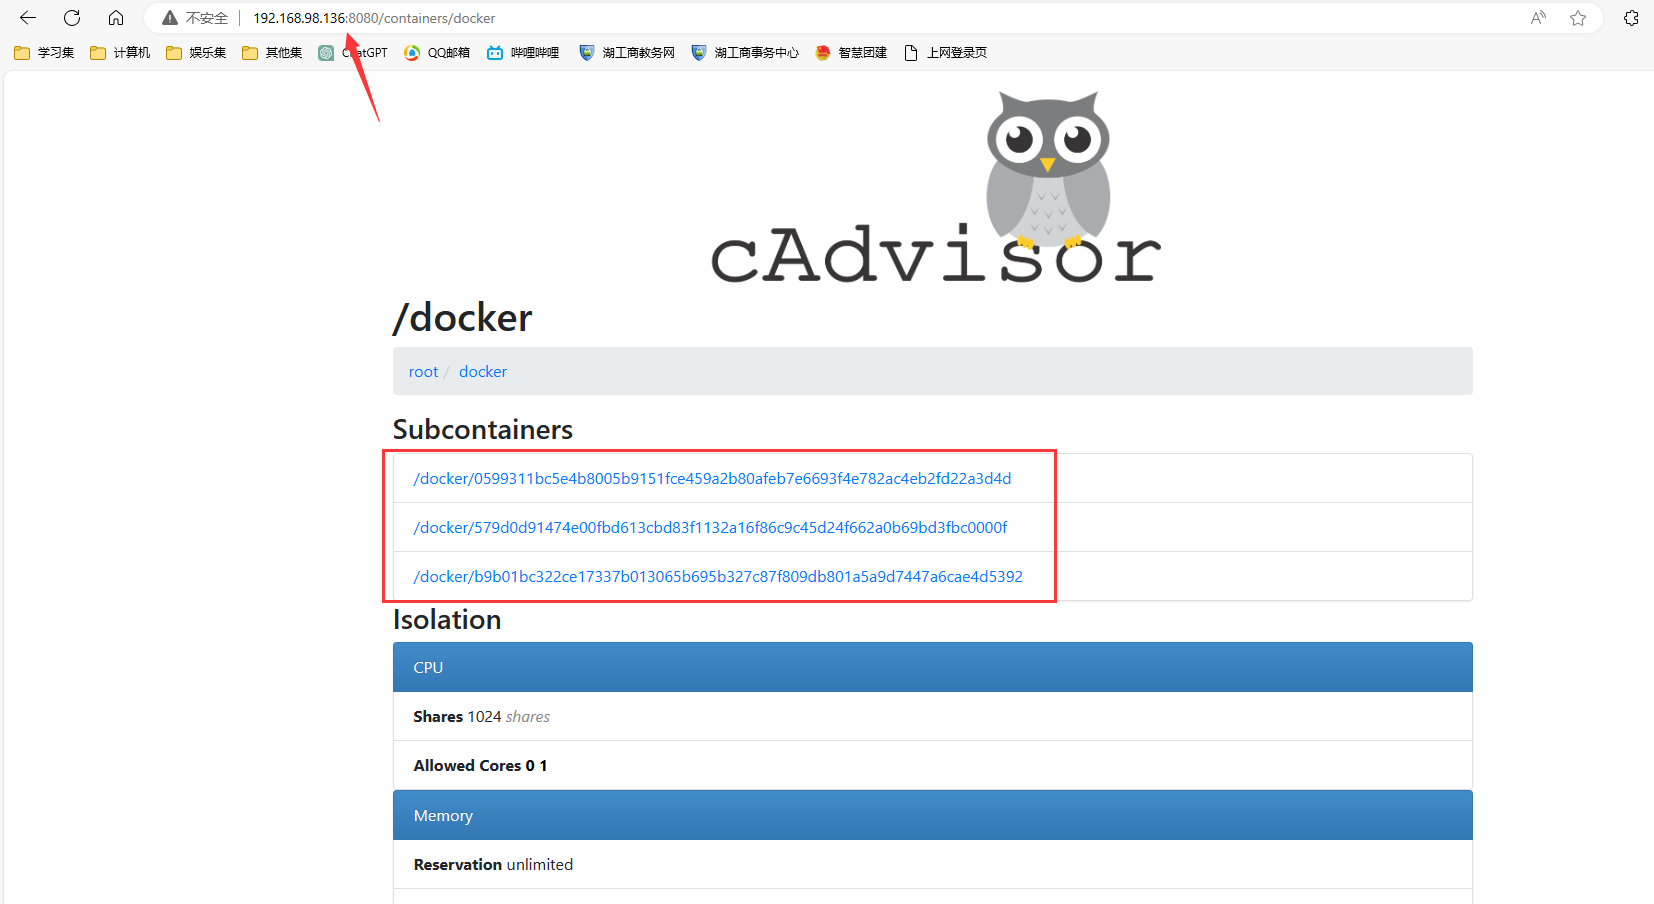 不安全 192.168.98.136:8080/containers/docker
学习集 计算机 娱乐集 其他集 ChatGPT QQ邮箱 哔哩哔哩 湖工商教务网 湖工商事务中心 智慧团建 上网登录页
cAdvisor
/docker
root / docker
Subcontainers
/docker/0599311bc5e4b8005b9151fce459a2b80afeb7e6693f4e782ac4eb2fd22a3d4d
/docker/579d0d91474e00fbd613cbd83f1132a16f86c9c45d24f662a0b69bd3fbc0000f
/docker/b9b01bc322ce17337b013065b695b327c87f809db801a5a9d7447a6cae4d5392
Isolation
CPU
Shares 1024 shares
Allowed Cores 0 1
Memory
Reservation unlimited